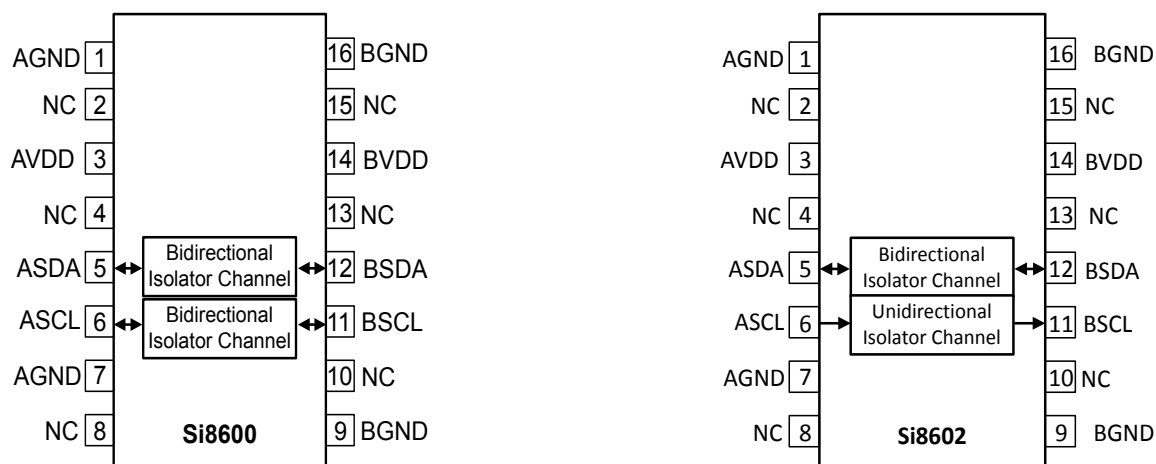 AGND 1 16 BGND
NC 2 15 NC
AVDD 3 14 BVDD
NC 4 13 NC
ASDA 5 Bidirectional Isolator Channel 12 BSDA
ASCL 6 Bidirectional Isolator Channel 11 BSCL
AGND 7 10 NC
NC 8 Si8600 9 BGND
AGND 1 16 BGND
NC 2 15 NC
AVDD 3 14 BVDD
NC 4 13 NC
ASDA 5 Bidirectional Isolator Channel 12 BSDA
ASCL 6 Unidirectional Isolator Channel 11 BSCL
AGND 7 10 NC
NC 8 Si8602 9 BGND